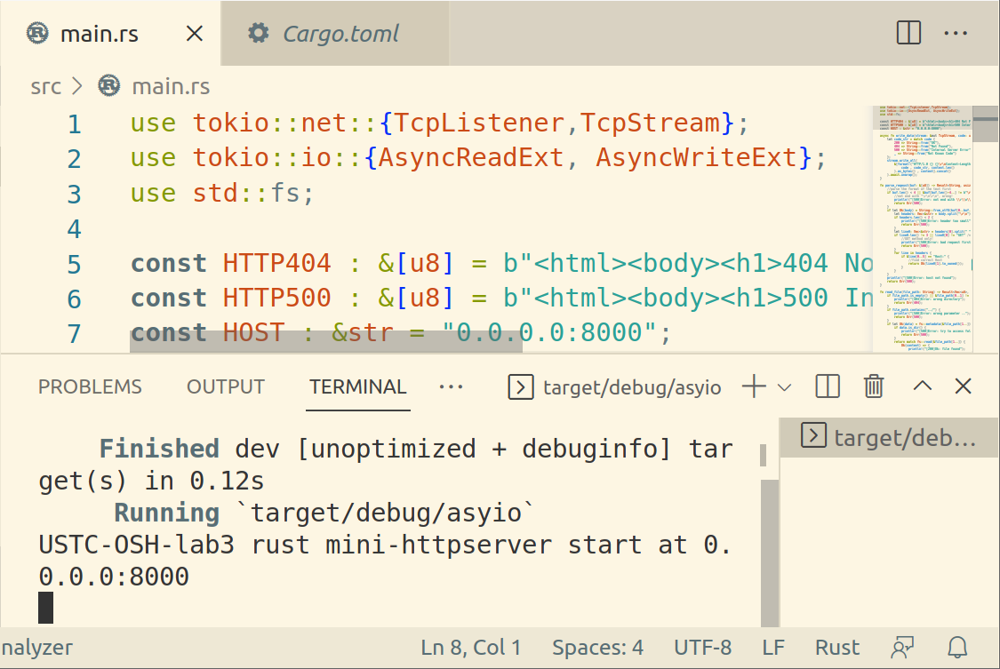 main.rs
Cargo.toml
src > main.rs
1 use tokio::net::{TcpListener,TcpStream};
2 use tokio::io::{AsyncReadExt, AsyncWriteExt};
3 use std::fs;
4
5 const HTTP404 : &[u8] = b"<html><body><h1>404 No
6 const HTTP500 : &[u8] = b"<html><body><h1>500 In
7 const HOST : &str = "0.0.0.0:8000";
PROBLEMS OUTPUT TERMINAL ··· target/debug/asyio
target/deb...
Finished dev [unoptimized + debuginfo] tar
get(s) in 0.12s
Running `target/debug/asyio`
USTC-OSH-lab3 rust mini-httpserver start at 0.
0.0.0:8000
nalyzer Ln 8, Col 1 Spaces: 4 UTF-8 LF Rust